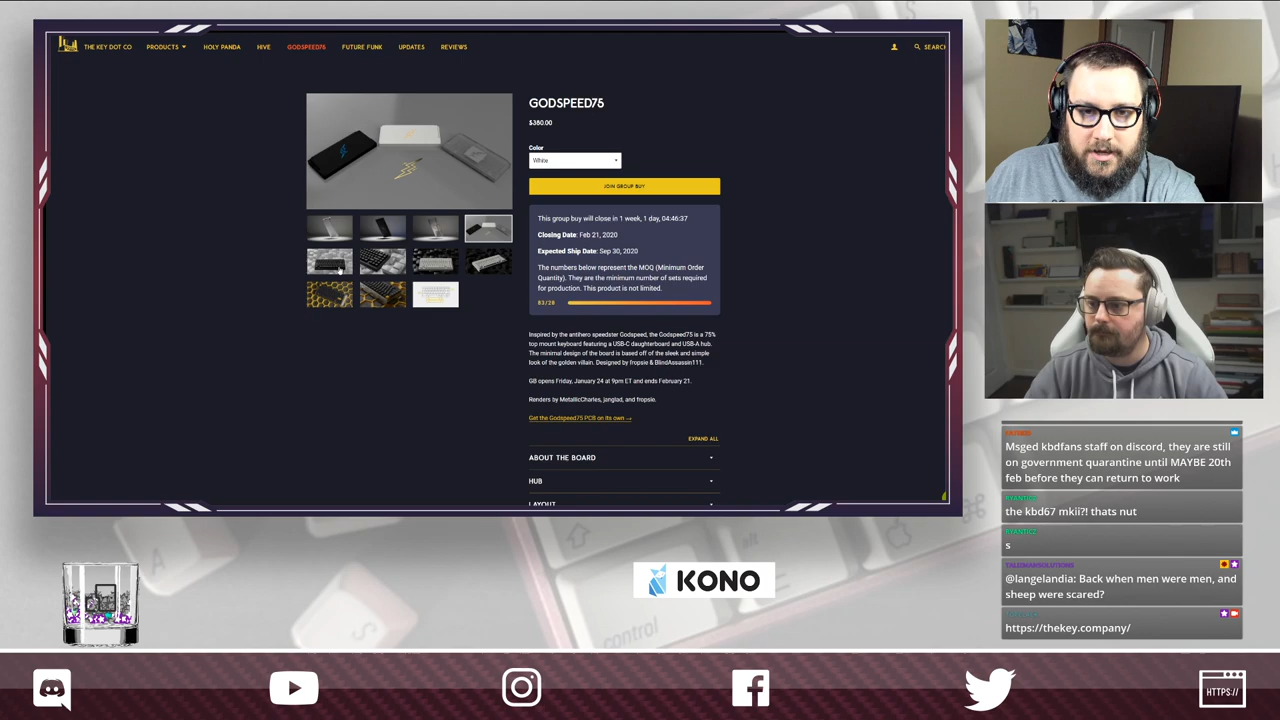 THE KEY DOT CO
PRODUCTS
HOLY PANDA
HIVE
GODSPEED75
FUTURE FUNK
UPDATES
REVIEWS
SEARCH
GODSPEED75
$380.00
Color
White
JOIN GROUP BUY
This group buy will close in 1 week, 1 day, 04:46:37
Closing Date: Feb 21, 2020
Expected Ship Date: Sep 30, 2020
The numbers below represent the MOQ (Minimum Order
Quantity). They are the minimum number of sets required
for production. This product is not limited.
83/28
Inspired by the antihero speedster Godspeed, the Godspeed75 is a 75%
top mount keyboard featuring a USB-C daughterboard and USB-A hub.
The minimal design of the board is based off of the sleek and simple
look of the golden villain. Designed by fropsie & BlindAssassin111.
GB opens Friday, January 24 at 9pm ET and ends February 21.
Renders by MetallicCharles, janglad, and fropsie.
Get the Godspeed75 PCB on its own →
EXPAND ALL
ABOUT THE BOARD
HUB
LAYOUT
Msged kbdfans staff on discord, they are still
on government quarantine until MAYBE 20th
feb before they can return to work
the kbd67 mkii?! thats nut
s
TALIZMANSOLUTIONS
@langelandia: Back when men were men, and
sheep were scared?
https://thekey.company/
KONO
control
HTTPS://